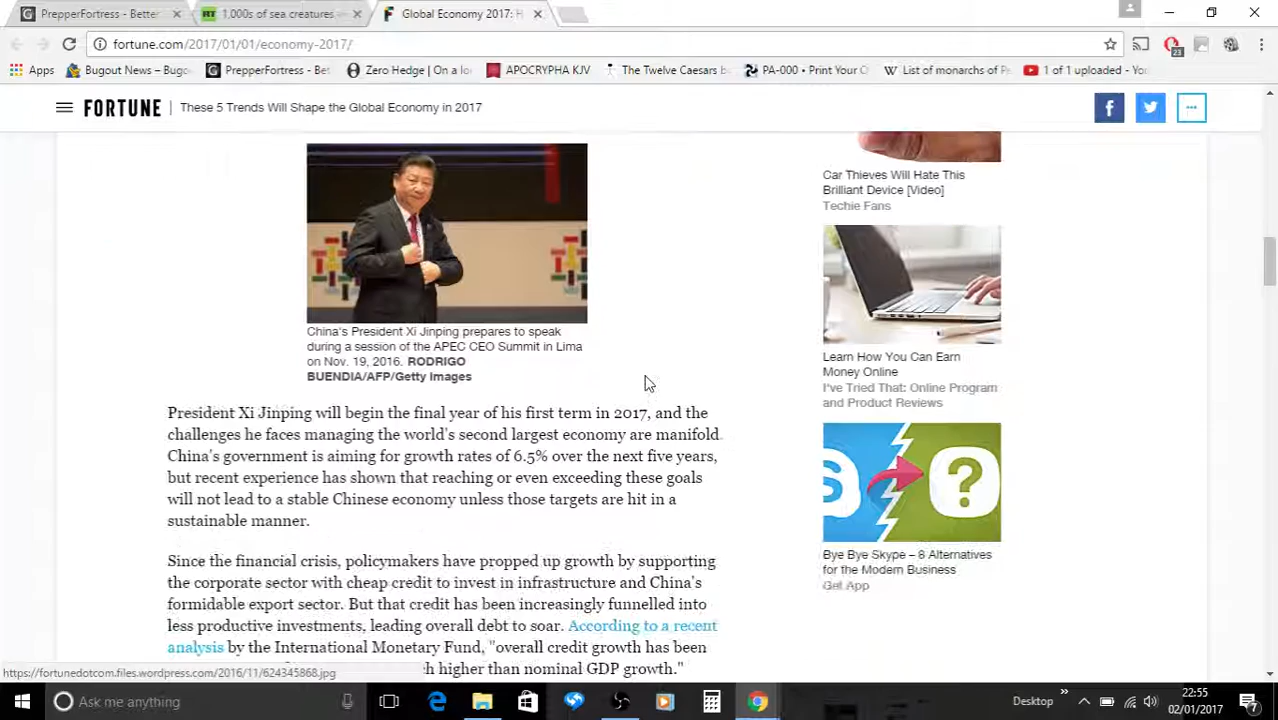 PrepperFortress - Better
1,000s of sea creatures
Global Economy 2017: H
fortune.com/2017/01/01/economy-2017/
23
Apps
Bugout News – Bugo
PrepperFortress - Bet
Zero Hedge | On a lo
APOCRYPHA KJV
The Twelve Caesars b
PA-000 • Print Your O
List of monarchs of Pe
1 of 1 uploaded - You
FORTUNE | These 5 Trends Will Shape the Global Economy in 2017
China's President Xi Jinping prepares to speak
during a session of the APEC CEO Summit in Lima
on Nov. 19, 2016. RODRIGO
BUENDIA/AFP/Getty Images
President Xi Jinping will begin the final year of his first term in 2017, and the
challenges he faces managing the world's second largest economy are manifold.
China's government is aiming for growth rates of 6.5% over the next five years,
but recent experience has shown that reaching or even exceeding these goals
will not lead to a stable Chinese economy unless those targets are hit in a
sustainable manner.
Since the financial crisis, policymakers have propped up growth by supporting
the corporate sector with cheap credit to invest in infrastructure and China's
formidable export sector. But that credit has been increasingly funnelled into
less productive investments, leading overall debt to soar. According to a recent
analysis by the International Monetary Fund, "overall credit growth has been
h higher than nominal GDP growth."
Car Thieves Will Hate This
Brilliant Device [Video]
Techie Fans
Learn How You Can Earn
Money Online
I've Tried That: Online Program
and Product Reviews
Bye Bye Skype – 8 Alternatives
for the Modern Business
Get App
https://fortunedotcom.files.wordpress.com/2016/11/624345868.jpg
Ask me anything
Desktop
22:55
02/01/2017
7